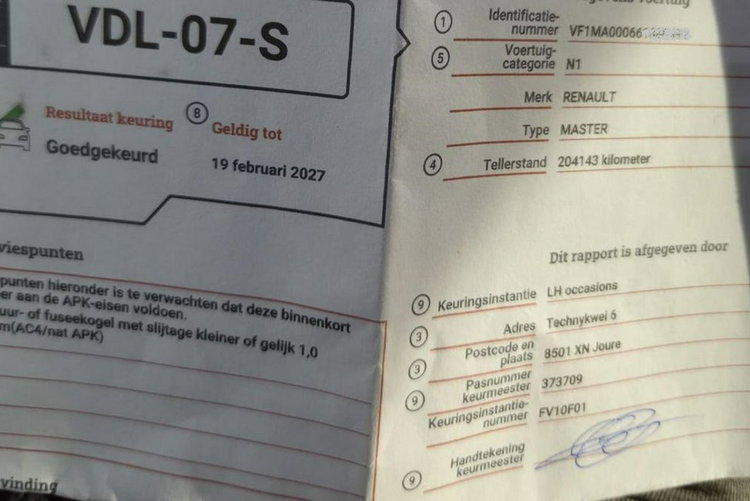 VDL-07-S
Resultaat keuring
Goedgekeurd
8
Geldig tot
19 februari 2027
viespunten
punten hieronder is te verwachten dat deze binnenkort
er aan de APK-eisen voldoen.
uur- of fuseekogel met slijtage kleiner of gelijk 1,0
m(AC4/nat APK)
vinding
1 Identificatie-
nummer VF1MA00066
5 Voertuig-
categorie N1
Merk RENAULT
Type MASTER
4 Tellerstand 204143 kilometer
Dit rapport is afgegeven door
9 Keuringsinstantie LH occasions
3 Adres Technykwei 6
3 Postcode en
plaats 8501 XN Joure
9 Pasnummer
keurmeester 373709
Keuringsinstantie-
nummer FV10F01
9 Handtekening
keurmeester